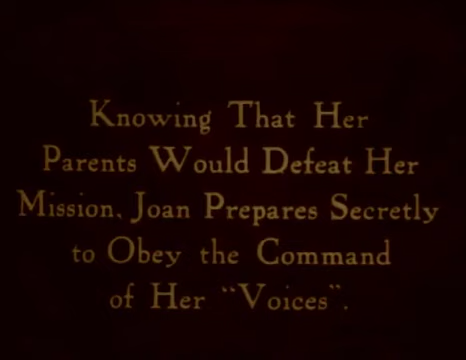 Knowing That Her
Parents Would Defeat Her
Mission, Joan Prepares Secretly
to Obey the Command
of Her “Voices”.